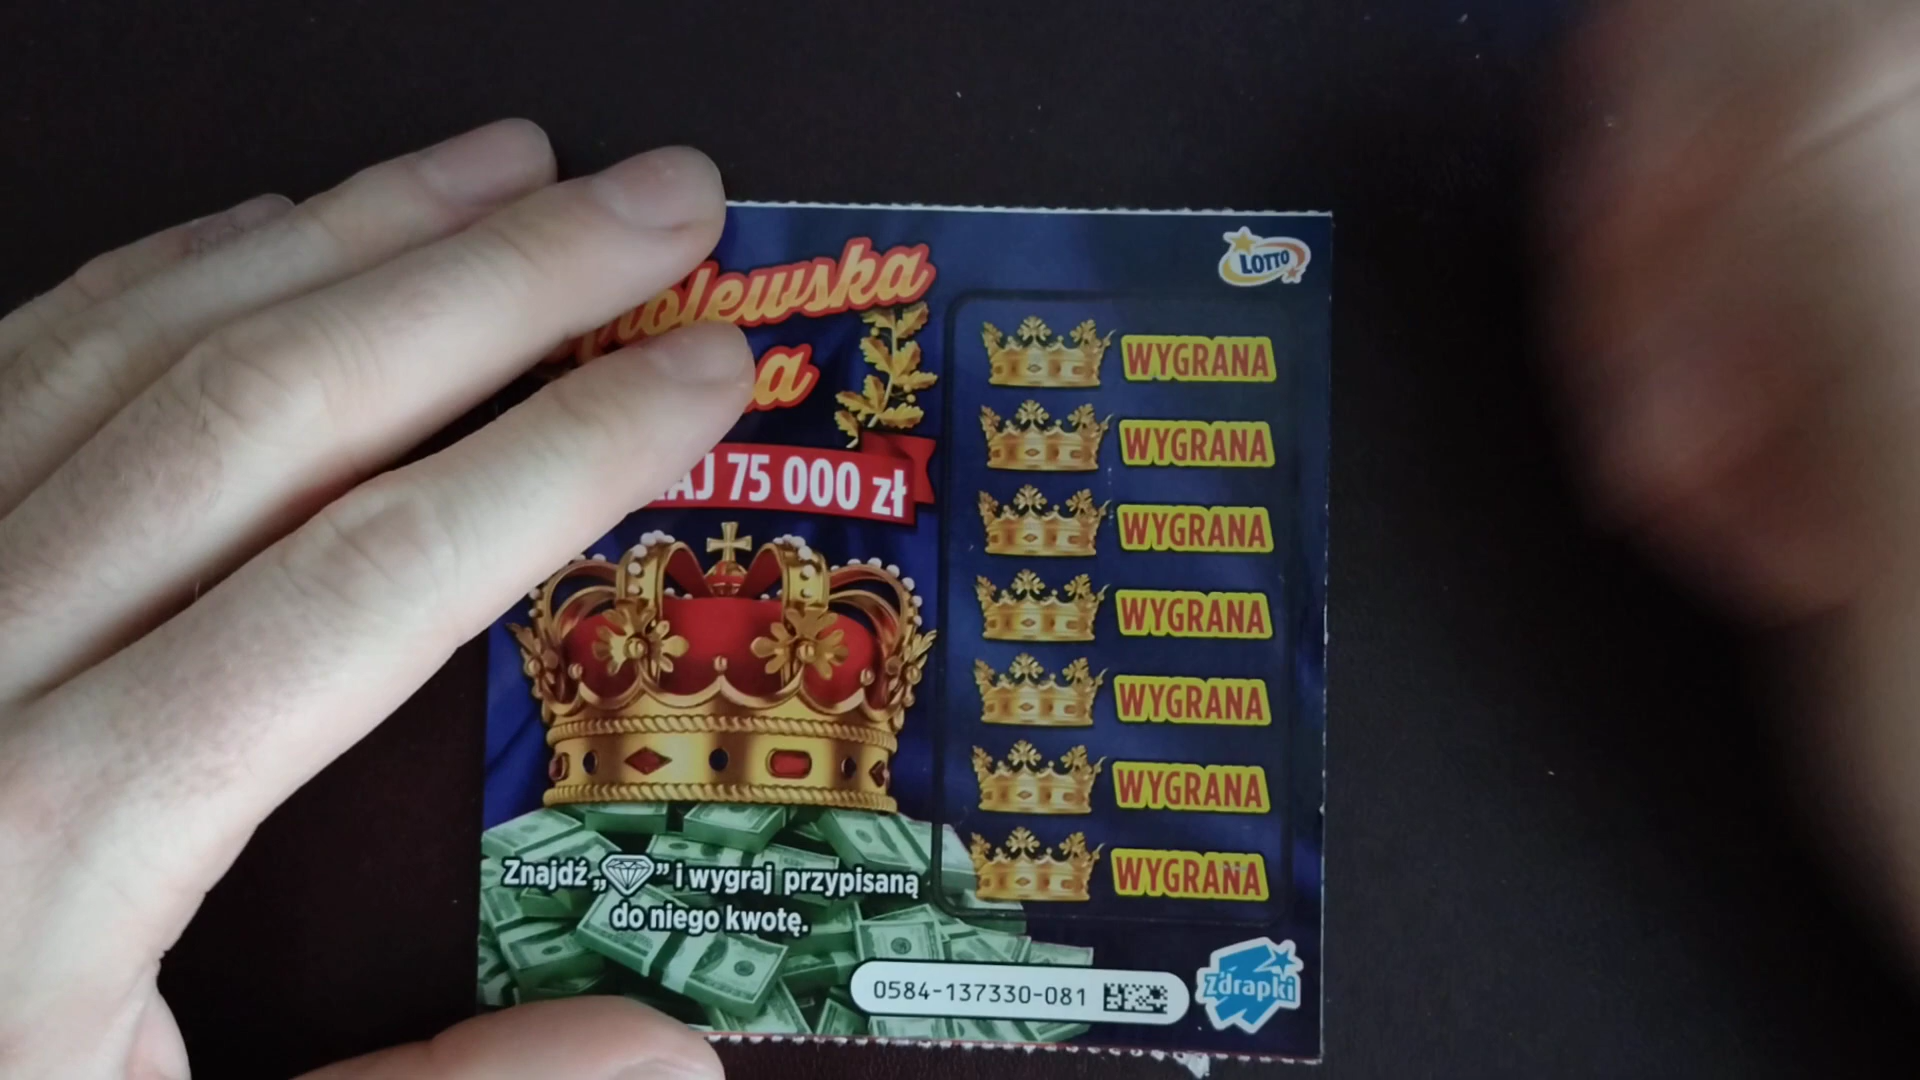 LOTTO
75 000 zł
WYGRANA
WYGRANA
WYGRANA
WYGRANA
WYGRANA
WYGRANA
WYGRANA
Znajdź „ ” i wygraj przypisaną
do niego kwotę.
0584-137330-081
Zdrapki